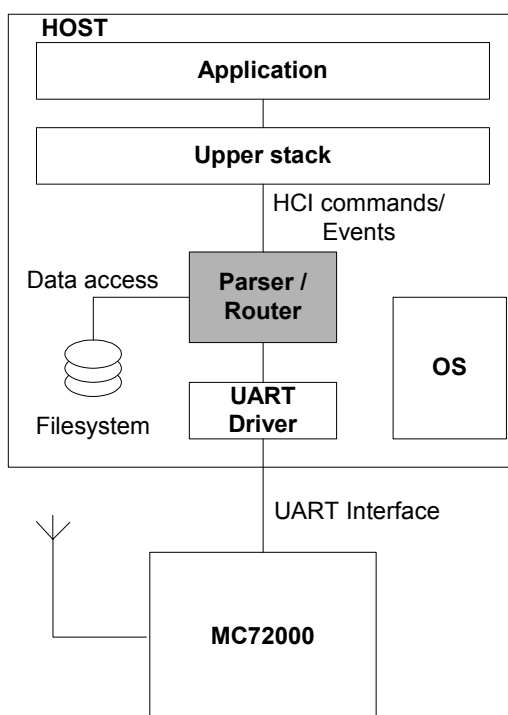 HOST
Application
Upper stack
HCI commands/
Events
Data access
Parser /
Router
OS
Filesystem
UART
Driver
UART Interface
MC72000